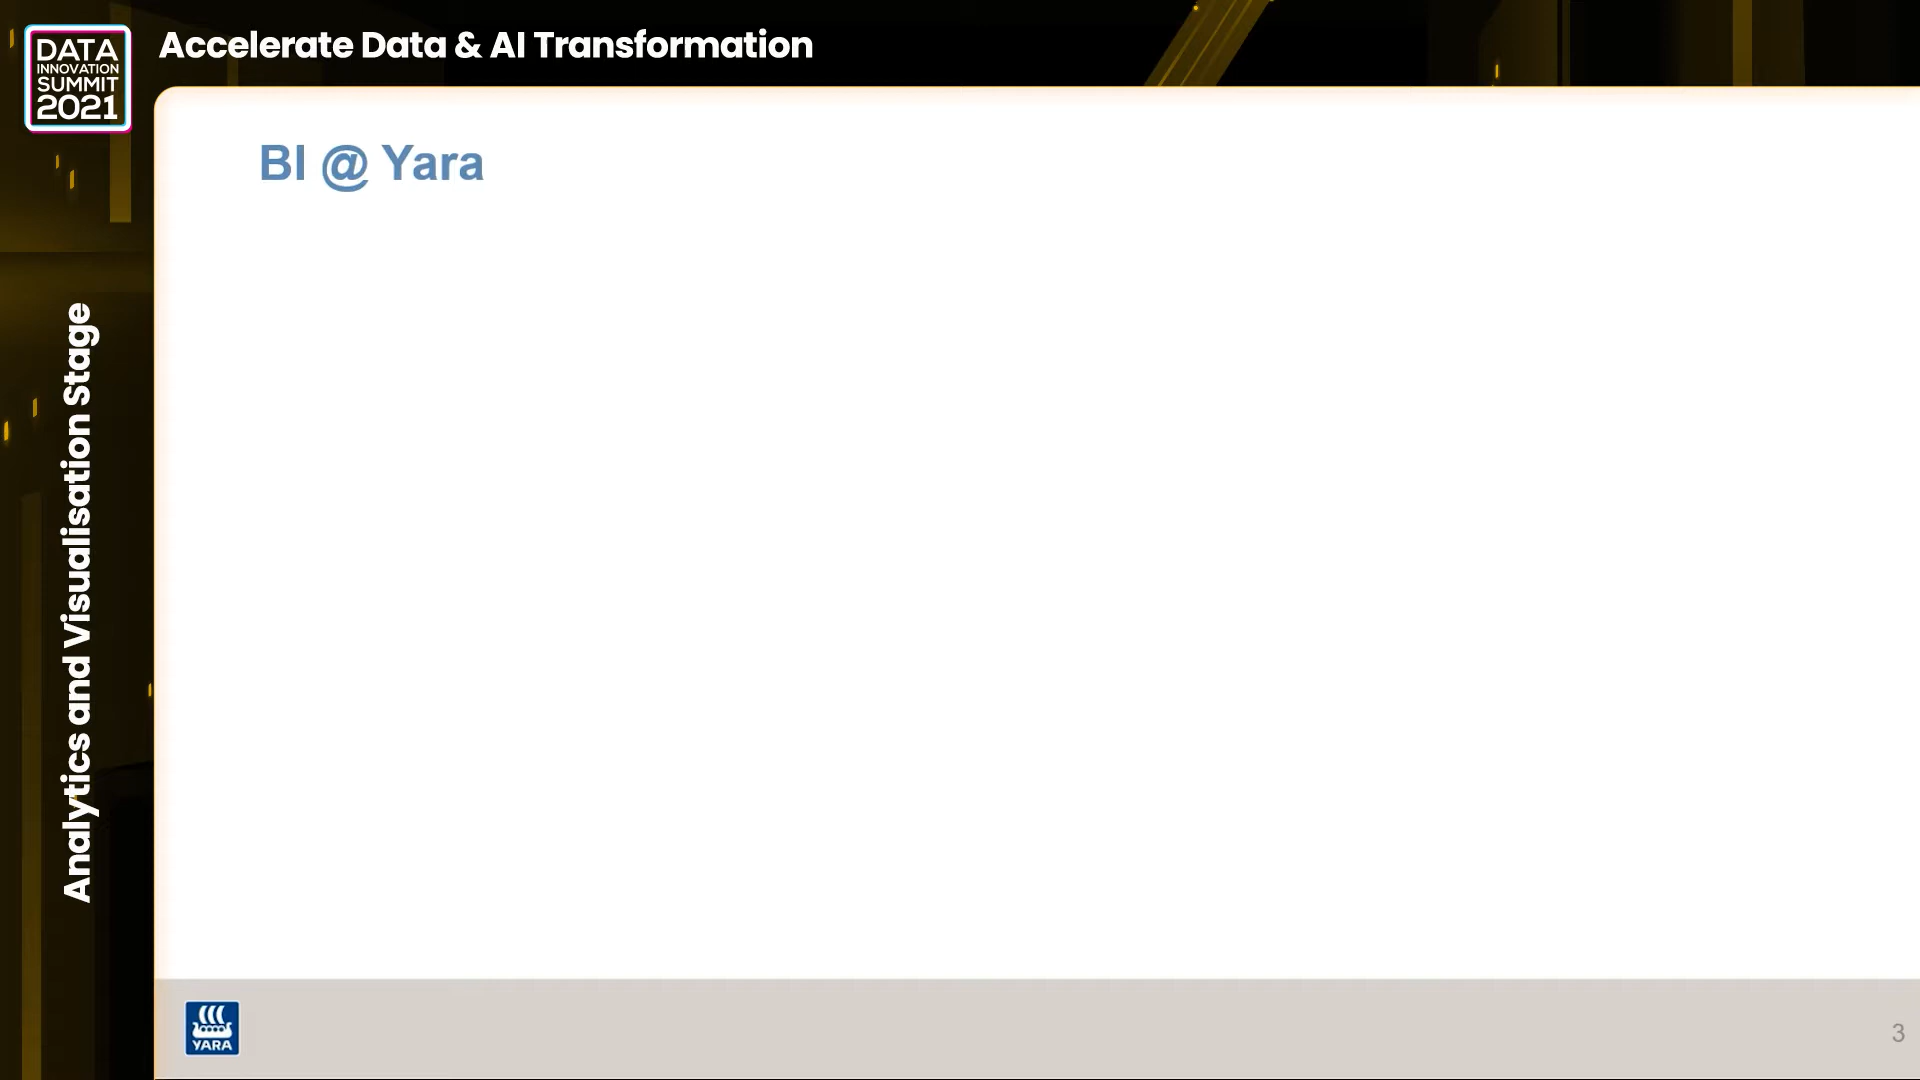 DATA
INNOVATION
SUMMIT
2021
Accelerate Data & AI Transformation
Analytics and Visualisation Stage
BI @ Yara
YARA
3